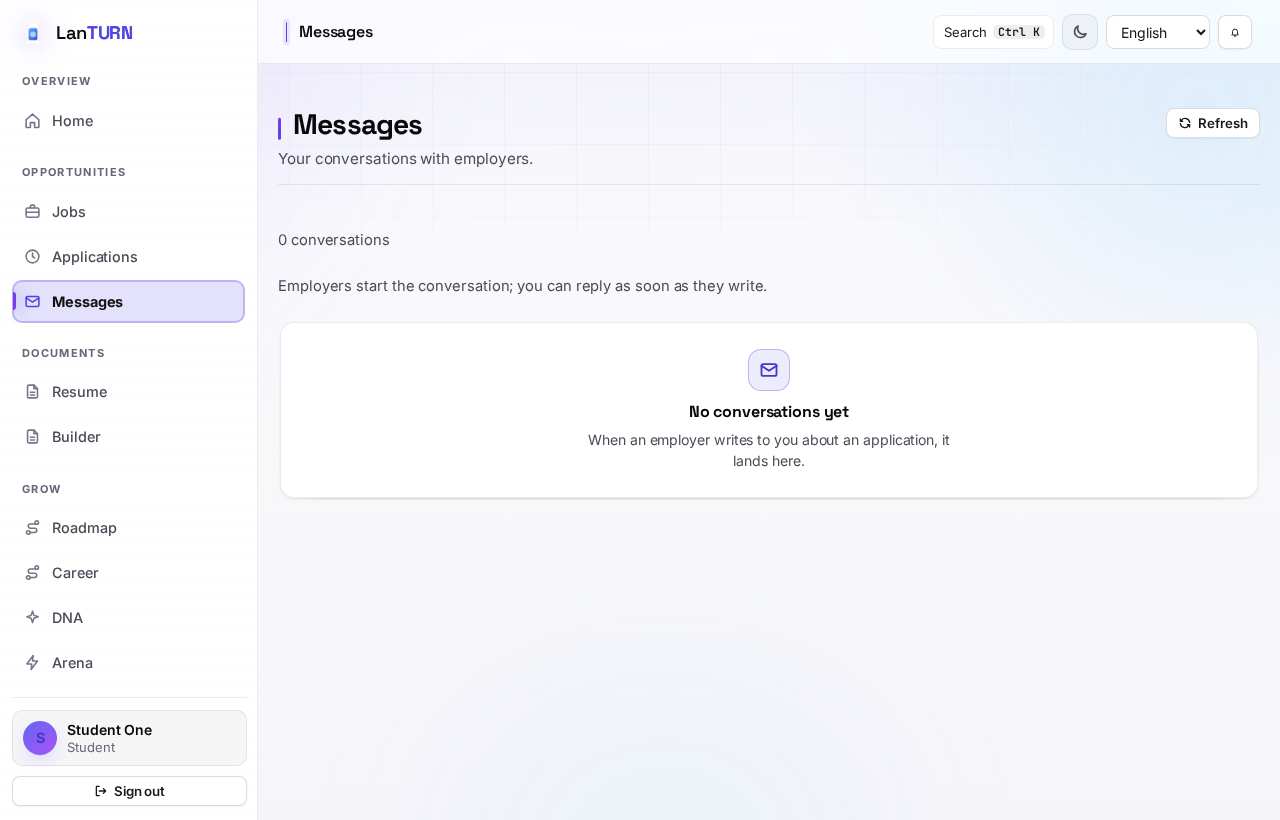 LanTURN
OVERVIEW
Home
OPPORTUNITIES
Jobs
Applications
Messages
DOCUMENTS
Resume
Builder
GROW
Roadmap
Career
DNA
Arena
S
Student One
Student
Sign out
Messages
Search Ctrl K
English
Messages
Refresh
Your conversations with employers.
0 conversations
Employers start the conversation; you can reply as soon as they write.
No conversations yet
When an employer writes to you about an application, it
lands here.